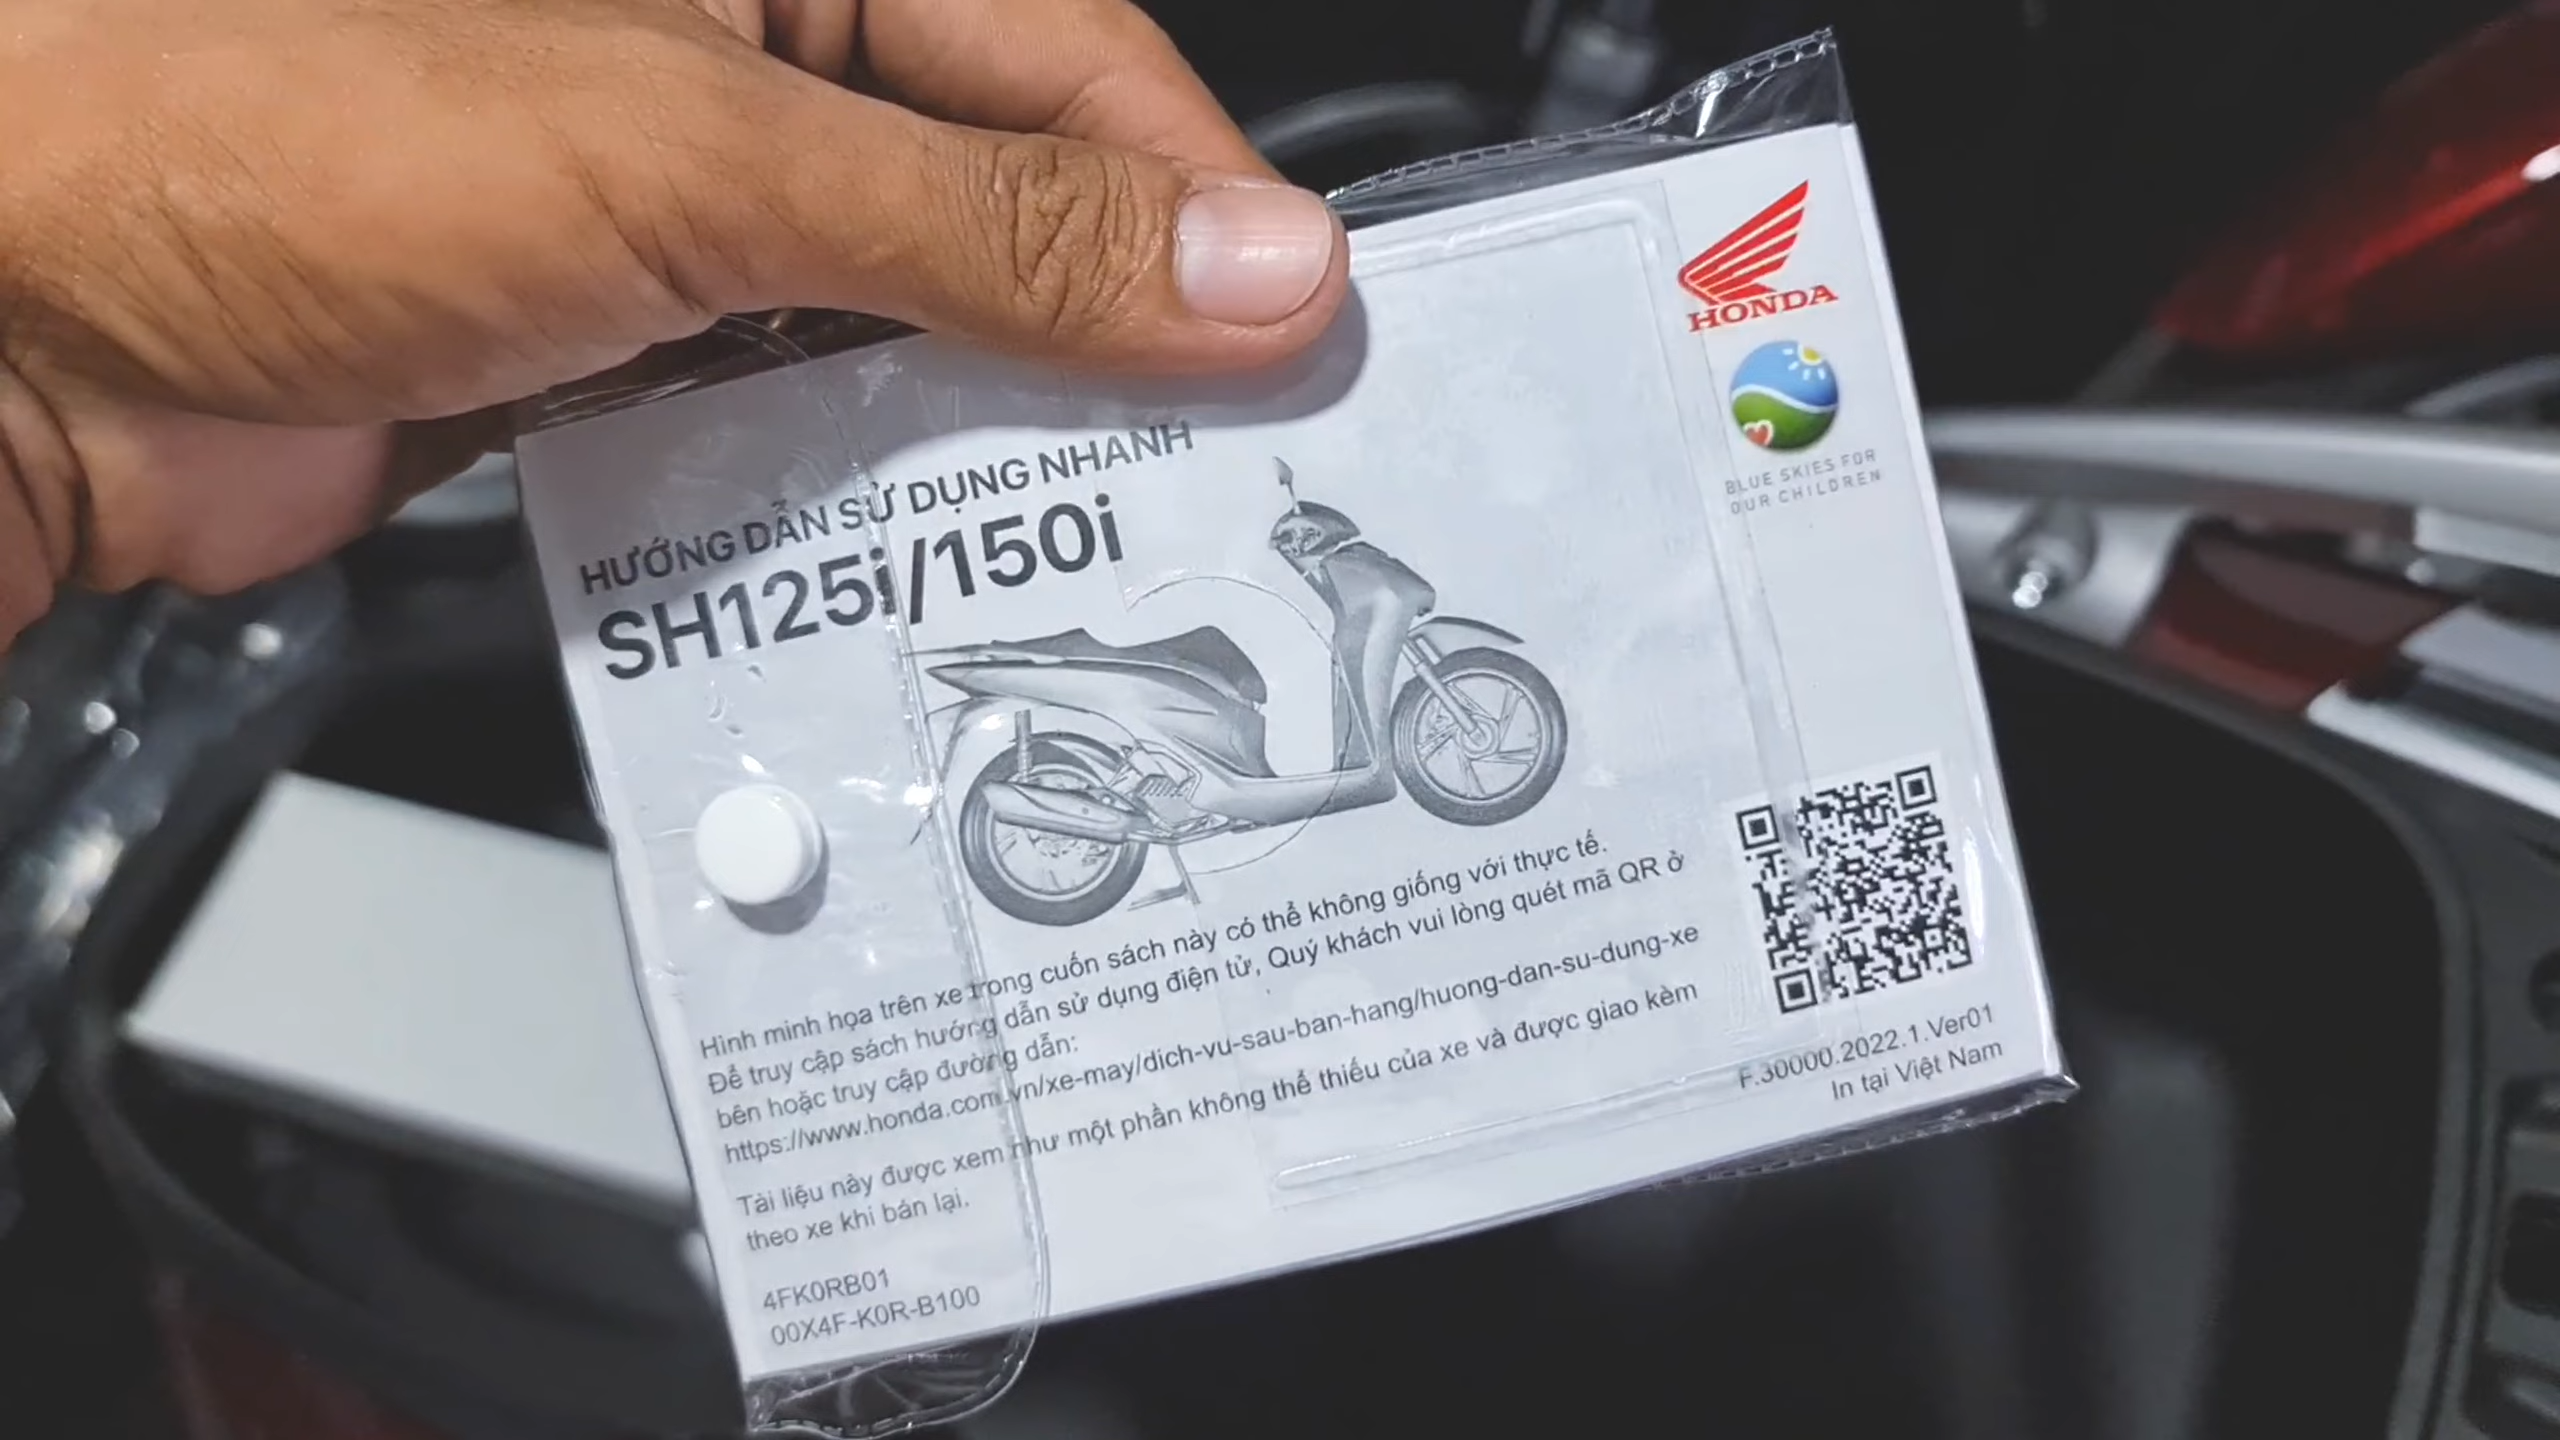 HƯỚNG DẪN SỬ DỤNG NHANH
SH125i/150i
HONDA
BLUE SKIES FOR
OUR CHILDREN
Hình minh họa trên xe trong cuốn sách này có thể không giống với thực tế.
Để truy cập sách hướng dẫn sử dụng điện tử, Quý khách vui lòng quét mã QR ở
bên hoặc truy cập đường dẫn:
https://www.honda.com.vn/xe-may/dich-vu-sau-ban-hang/huong-dan-su-dung-xe
Tài liệu này được xem như một phần không thể thiếu của xe và được giao kèm
theo xe khi bán lại.
4FK0RB01
00X4F-K0R-B100
F.30000.2022.1.Ver01
In tại Việt Nam